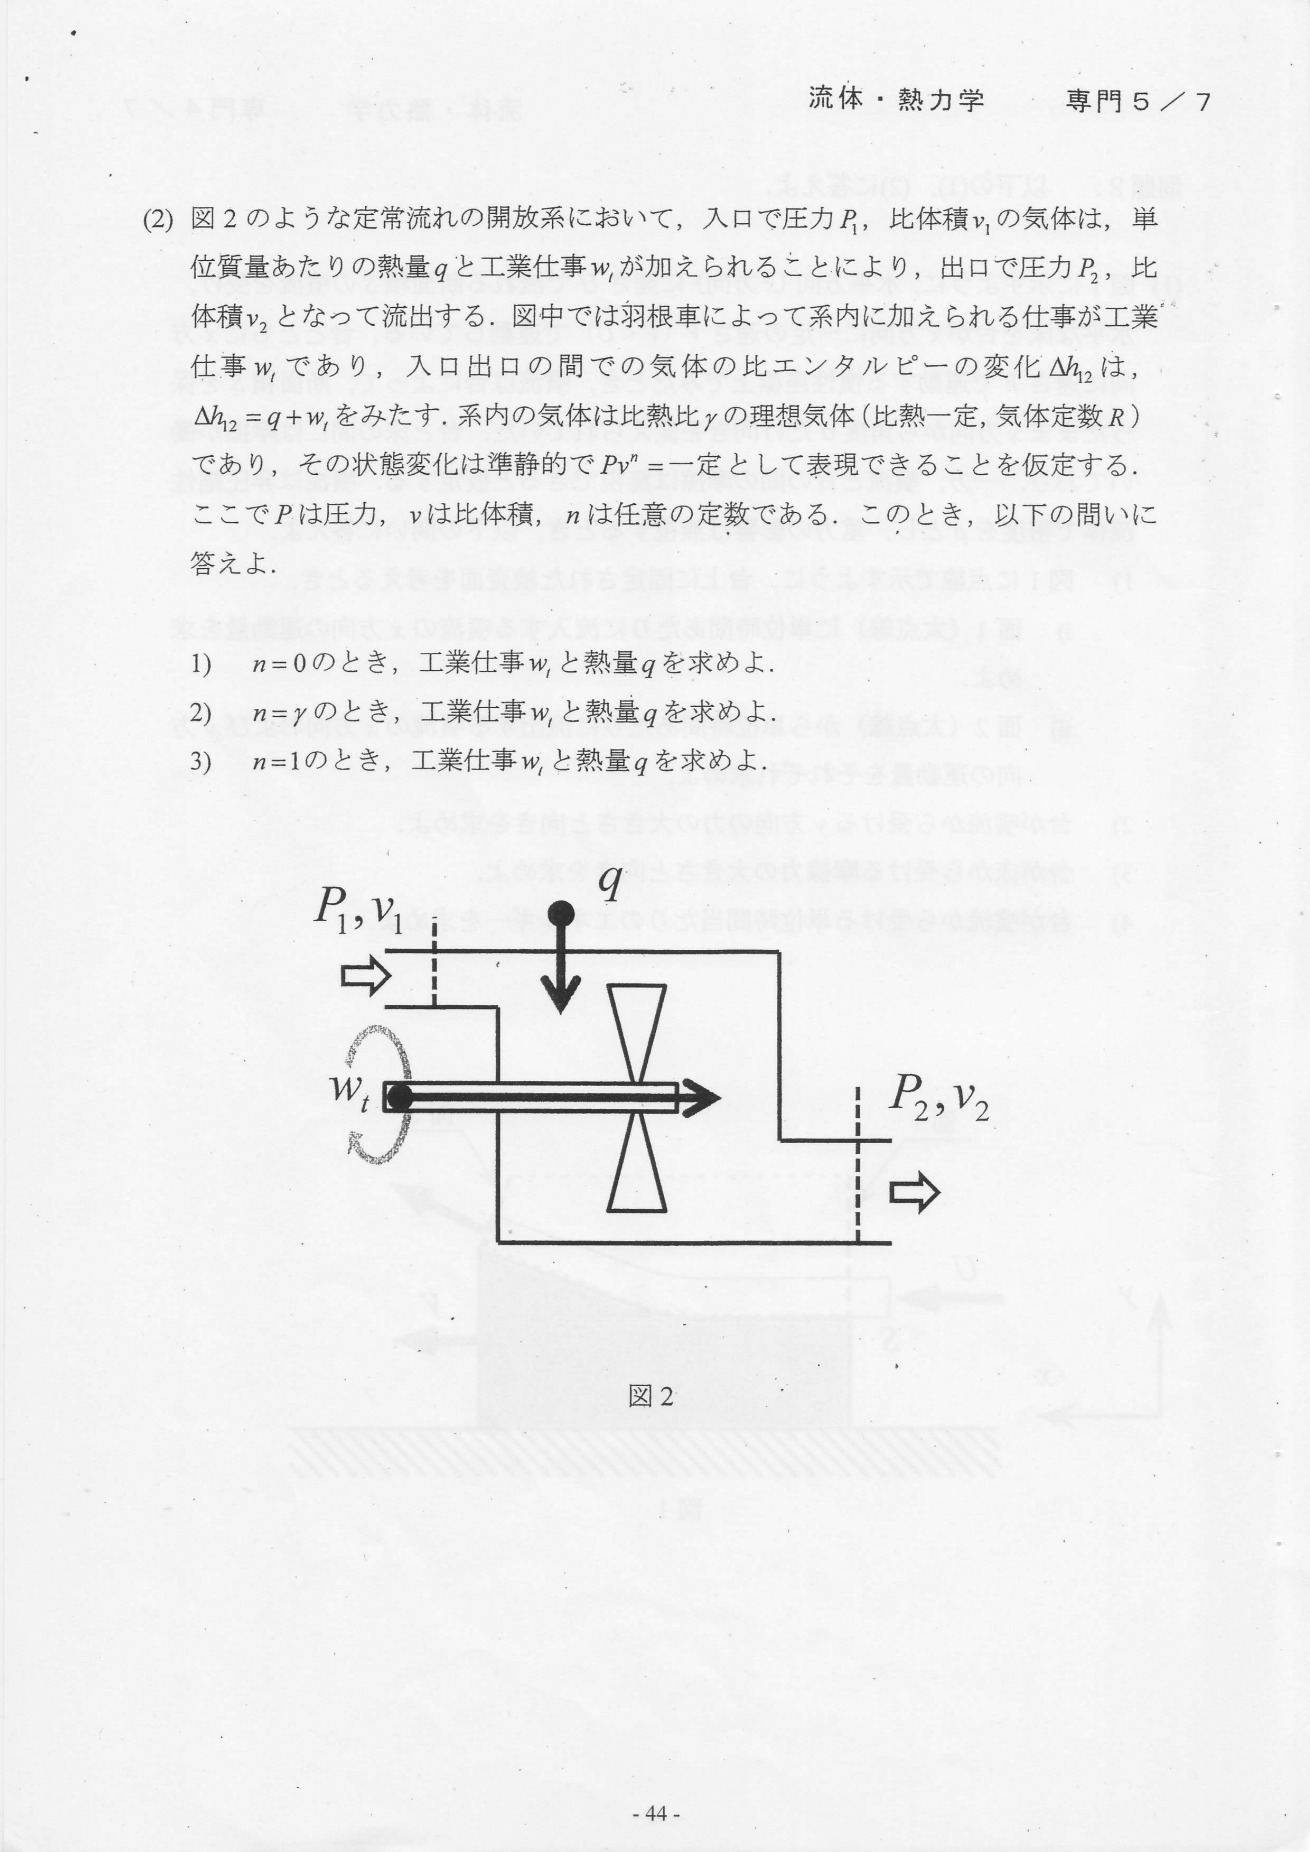 流体・熱力学　専門５／７
(2) 図２のような定常流れの開放系において，入口で圧力P₁，比体積v₁の気体は，単
位質量あたりの熱量qと工業仕事wₜが加えられることにより，出口で圧力P₂，比
体積v₂となって流出する．図中では羽根車によって系内に加えられる仕事が工業
仕事wₜであり，入口出口の間での気体の比エンタルピーの変化Δh₁₂は，
Δh₁₂=q+wₜをみたす．系内の気体は比熱比γの理想気体（比熱一定，気体定数R）
であり，その状態変化は準静的でPvⁿ=一定として表現できることを仮定する．
ここでPは圧力，vは比体積，nは任意の定数である．このとき，以下の問いに
答えよ．
1) n=0のとき，工業仕事wₜと熱量qを求めよ．
2) n=γのとき，工業仕事wₜと熱量qを求めよ．
3) n=1のとき，工業仕事wₜと熱量qを求めよ．
q
P₁,v₁
wₜ
P₂,v₂
図２
- 44 -